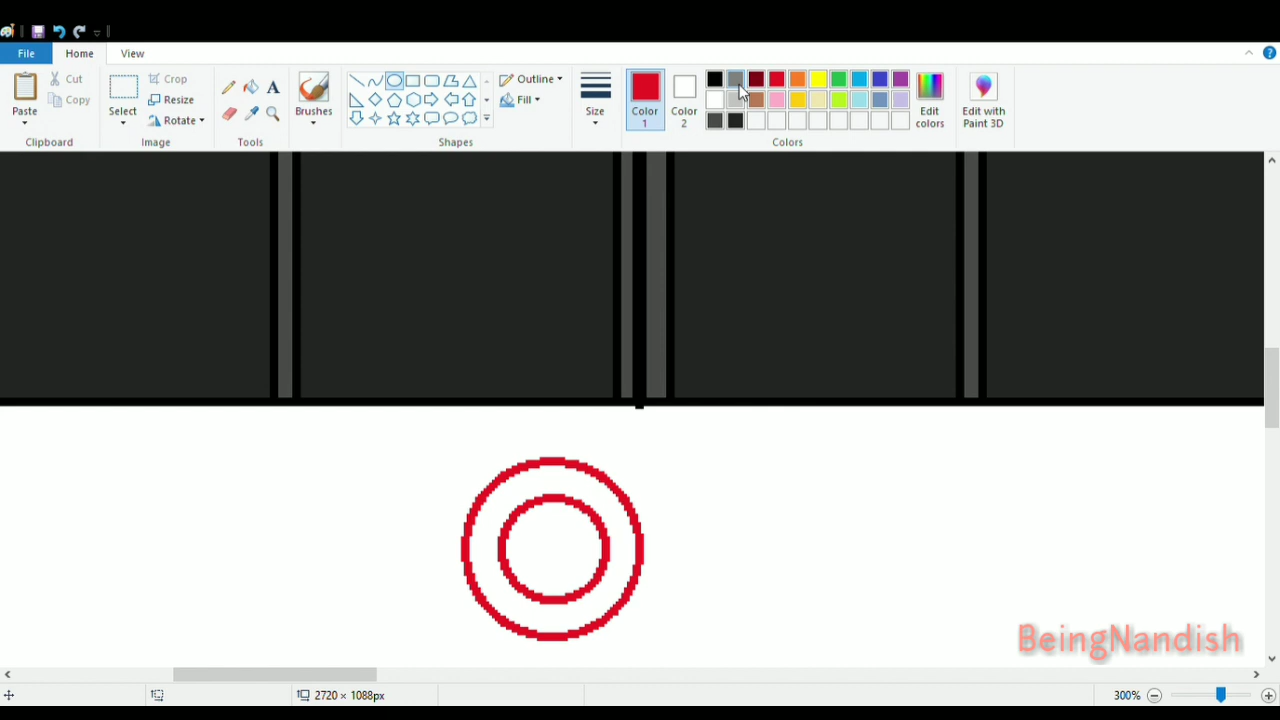 File Home View
Paste
Cut
Copy
Clipboard
Select
Crop
Resize
Rotate
Image
Tools
Brushes
Outline
Fill
Shapes
Size
Color 1
Color 2
Colors
Edit colors
Edit with Paint 3D
BeingNandish
2720 × 1088px
300%